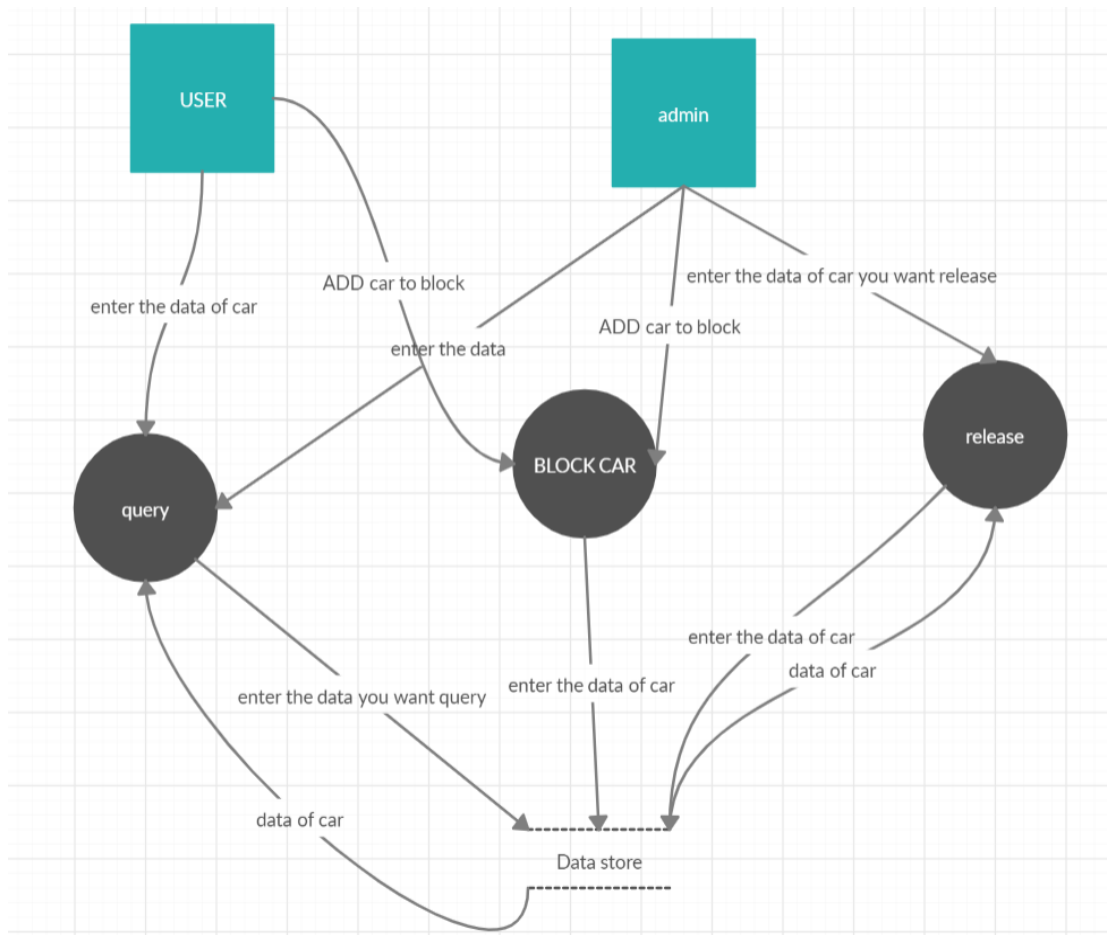 USER
admin
enter the data of car you want release
ADD car to block
enter the data of car
ADD car to block
enter the data
release
BLOCK CAR
query
enter the data of car
data of car
enter the data of car
enter the data you want query
data of car
Data store